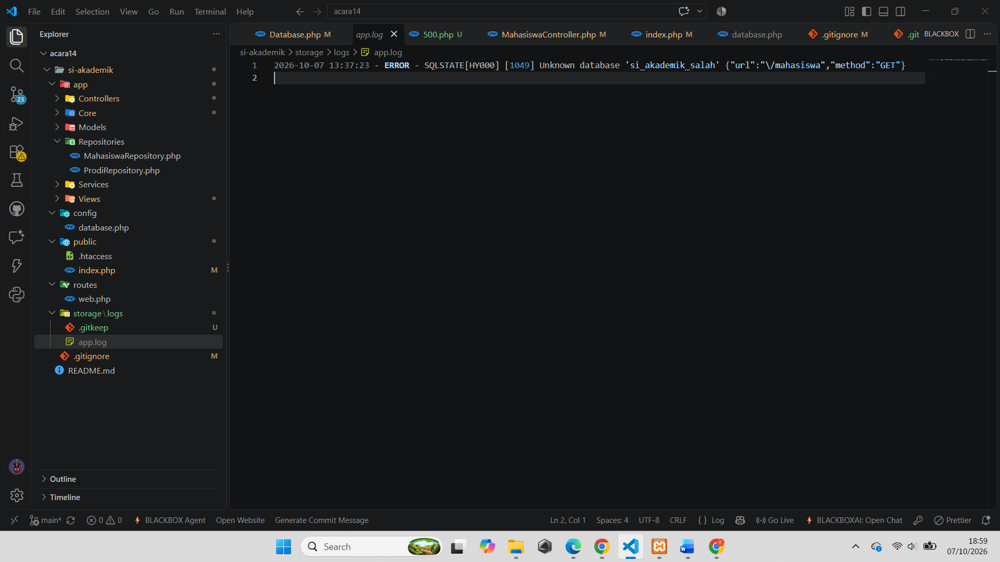 File Edit Selection View Go Run Terminal Help
acara14
Explorer
acara14
si-akademik
app
Controllers
Core
Models
Repositories
MahasiswaRepository.php
ProdiRepository.php
Services
Views
config
database.php
public
.htaccess
index.php M
routes
web.php
storage\logs
.gitkeep U
app.log
.gitignore M
README.md
Outline
Timeline
23
Database.php M app.log 500.php U MahasiswaController.php M index.php M database.php .gitignore M .git BLACKBOX
si-akademik > storage > logs > app.log
1 2026-10-07 13:37:23 - ERROR - SQLSTATE[HY000] [1049] Unknown database 'si_akademik_salah' {"url":"\/mahasiswa","method":"GET"}
2
main* 0 0 BLACKBOX Agent Open Website Generate Commit Message Ln 2, Col 1 Spaces: 4 UTF-8 CRLF { } Log Go Live BLACKBOXAI: Open Chat Prettier
Search
18:59
07/10/2026